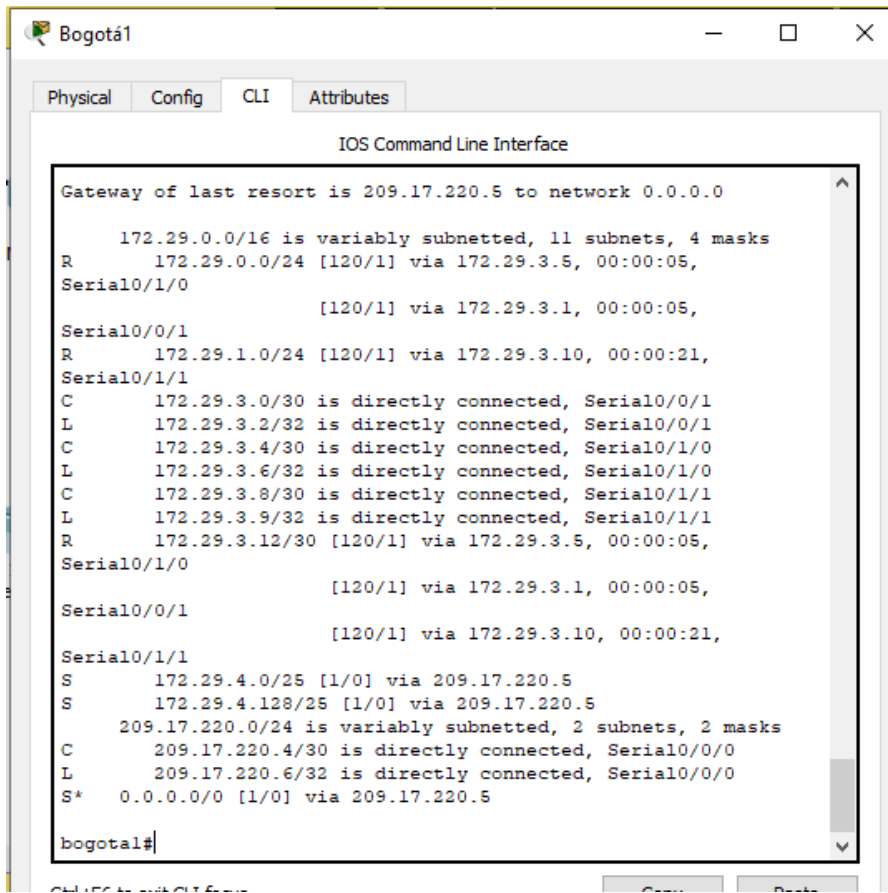 Bogotá1
Physical Config CLI Attributes
IOS Command Line Interface
Gateway of last resort is 209.17.220.5 to network 0.0.0.0
172.29.0.0/16 is variably subnetted, 11 subnets, 4 masks
R 172.29.0.0/24 [120/1] via 172.29.3.5, 00:00:05,
Serial0/1/0
[120/1] via 172.29.3.1, 00:00:05,
Serial0/0/1
R 172.29.1.0/24 [120/1] via 172.29.3.10, 00:00:21,
Serial0/1/1
C 172.29.3.0/30 is directly connected, Serial0/0/1
L 172.29.3.2/32 is directly connected, Serial0/0/1
C 172.29.3.4/30 is directly connected, Serial0/1/0
L 172.29.3.6/32 is directly connected, Serial0/1/0
C 172.29.3.8/30 is directly connected, Serial0/1/1
L 172.29.3.9/32 is directly connected, Serial0/1/1
R 172.29.3.12/30 [120/1] via 172.29.3.5, 00:00:05,
Serial0/1/0
[120/1] via 172.29.3.1, 00:00:05,
Serial0/0/1
[120/1] via 172.29.3.10, 00:00:21,
Serial0/1/1
S 172.29.4.0/25 [1/0] via 209.17.220.5
S 172.29.4.128/25 [1/0] via 209.17.220.5
209.17.220.0/24 is variably subnetted, 2 subnets, 2 masks
C 209.17.220.4/30 is directly connected, Serial0/0/0
L 209.17.220.6/32 is directly connected, Serial0/0/0
S* 0.0.0.0/0 [1/0] via 209.17.220.5
bogota1#
Ctrl+F6 to exit CLI focus Copy Paste